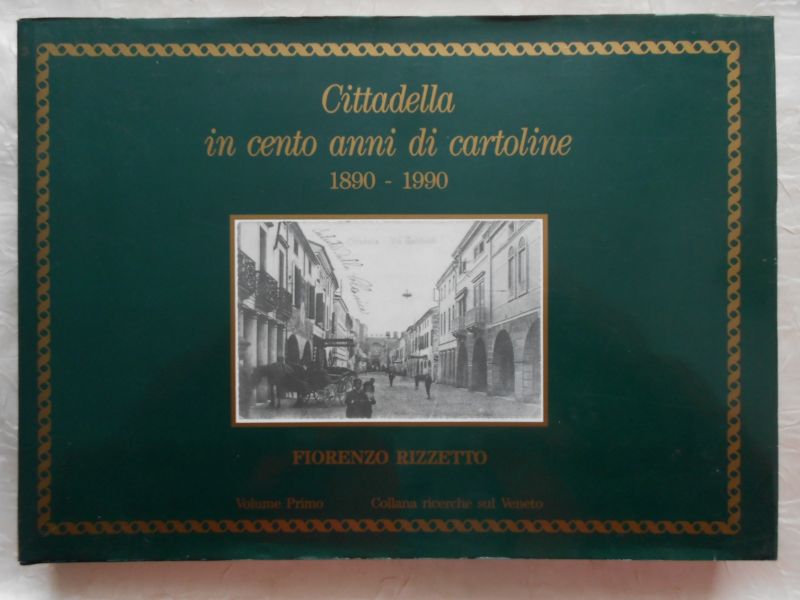 Cittadella
in cento anni di cartoline
1890 - 1990
FIORENZO RIZZETTO
Volume Primo Collana ricerche sul Veneto